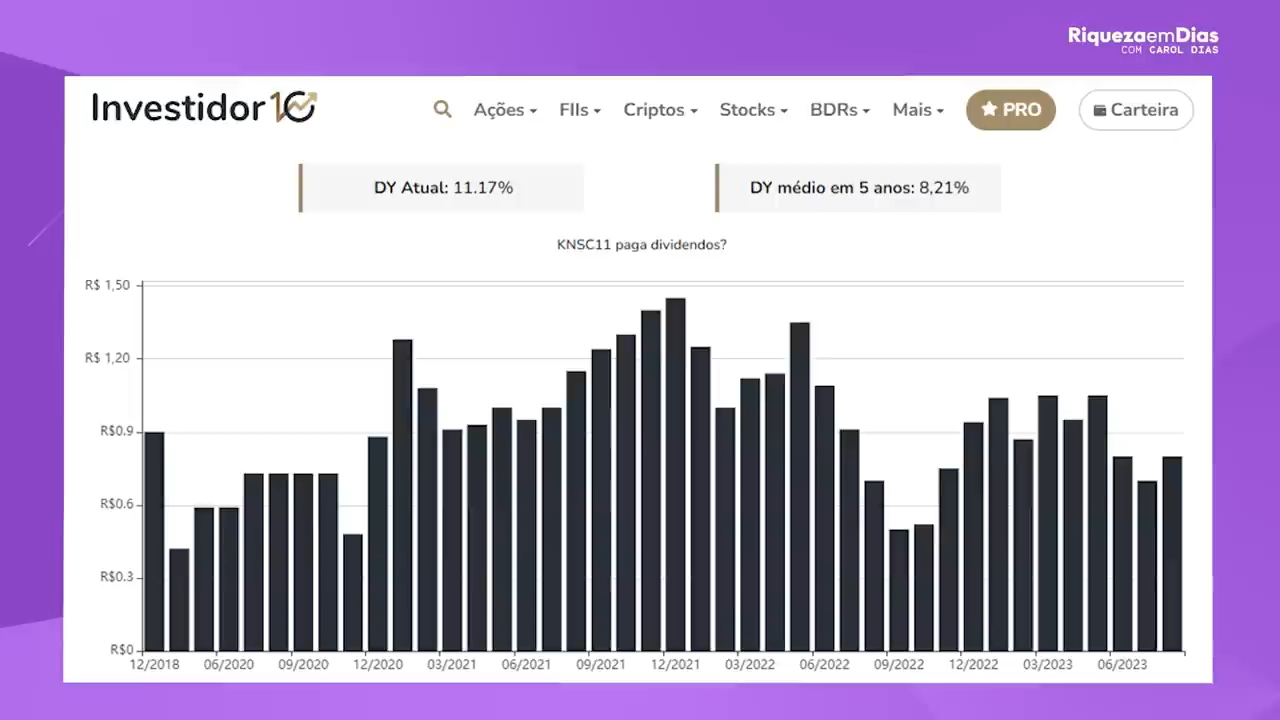 RiquezaemDias
COM CAROL DIAS
Investidor 10
Ações
FIIs
Criptos
Stocks
BDRs
Mais
PRO
Carteira
DY Atual: 11.17%
DY médio em 5 anos: 8,21%
KNSC11 paga dividendos?
R$ 1,50
R$ 1,20
R$0.9
R$0.6
R$0.3
R$0
12/2018
06/2020
09/2020
12/2020
03/2021
06/2021
09/2021
12/2021
03/2022
06/2022
09/2022
12/2022
03/2023
06/2023